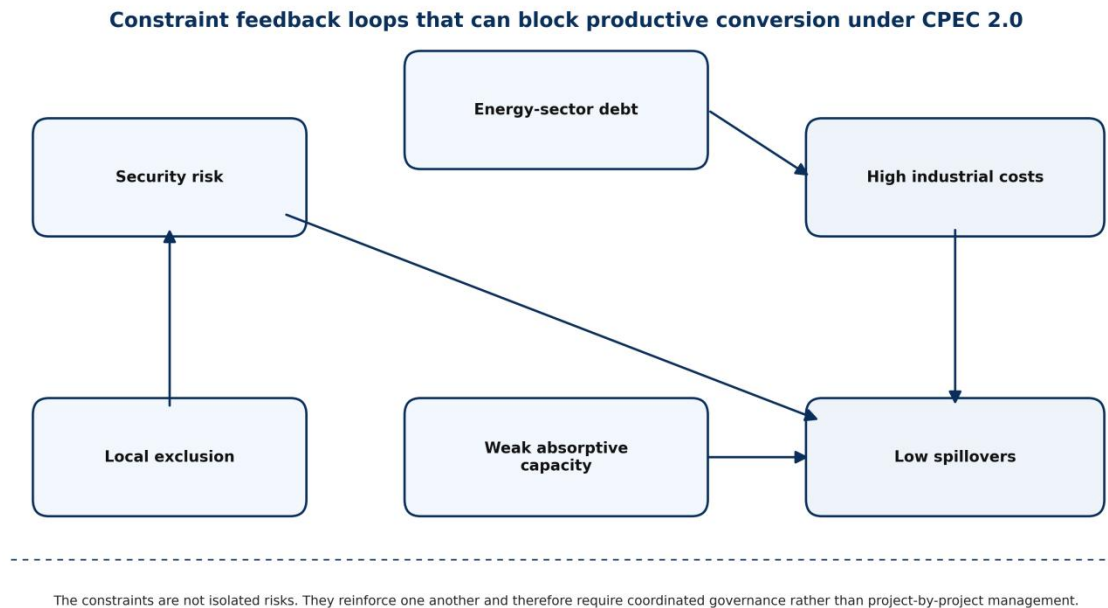 Constraint feedback loops that can block productive conversion under CPEC 2.0
Energy-sector debt
Security risk
High industrial costs
Local exclusion
Weak absorptive
capacity
Low spillovers
The constraints are not isolated risks. They reinforce one another and therefore require coordinated governance rather than project-by-project management.